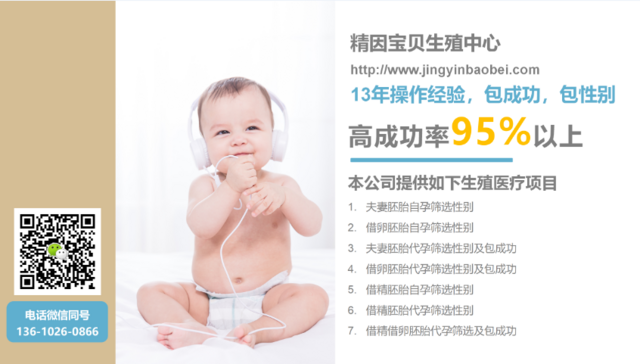 精因宝贝生殖中心
http://www.jingyinbaobei.com
13年操作经验，包成功，包性别
高成功率95%以上
本公司提供如下生殖医疗项目
1. 夫妻胚胎自孕筛选性别
2. 借卵胚胎自孕筛选性别
3. 夫妻胚胎代孕筛选性别及包成功
4. 借卵胚胎代孕筛选性别及包成功
5. 借精胚胎自孕筛选性别
6. 借精胚胎代孕筛选性别
7. 借精借卵胚胎代孕筛选及包成功
电话微信同号
136-1026-0866